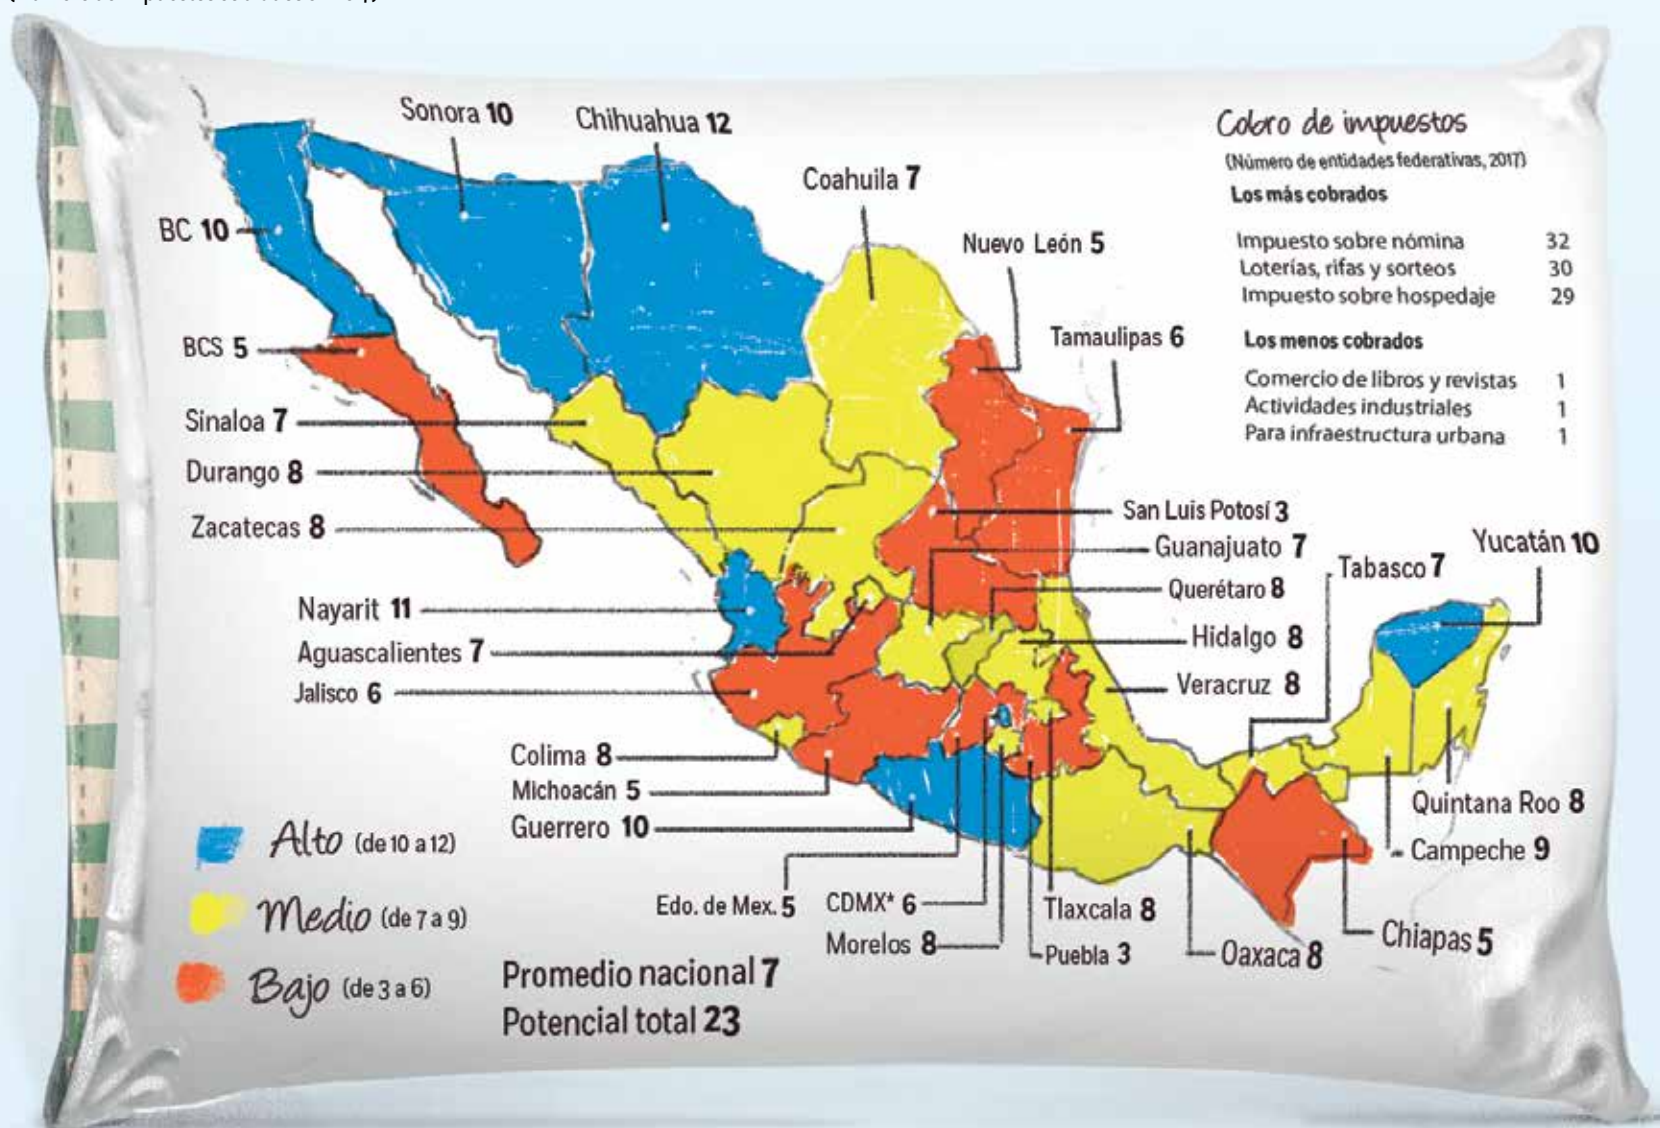 Sonora 10
Chihuahua 12
Coahuila 7
BC 10
Nuevo León 5
BCS 5
Tamaulipas 6
Sinaloa 7
Durango 8
Zacatecas 8
San Luis Potosí 3
Guanajuato 7
Yucatán 10
Tabasco 7
Querétaro 8
Nayarit 11
Hidalgo 8
Aguascalientes 7
Veracruz 8
Jalisco 6
Colima 8
Michoacán 5
Guerrero 10
Quintana Roo 8
Campeche 9
Edo. de Mex. 5
CDMX* 6
Tlaxcala 8
Morelos 8
Puebla 3
Oaxaca 8
Chiapas 5
Cobro de impuestos
(Número de entidades federativas, 2017)
Los más cobrados
Impuesto sobre nómina 32
Loterías, rifas y sorteos 30
Impuesto sobre hospedaje 29
Los menos cobrados
Comercio de libros y revistas 1
Actividades industriales 1
Para infraestructura urbana 1
Alto (de 10 a 12)
Medio (de 7 a 9)
Bajo (de 3 a 6)
Promedio nacional 7
Potencial total 23